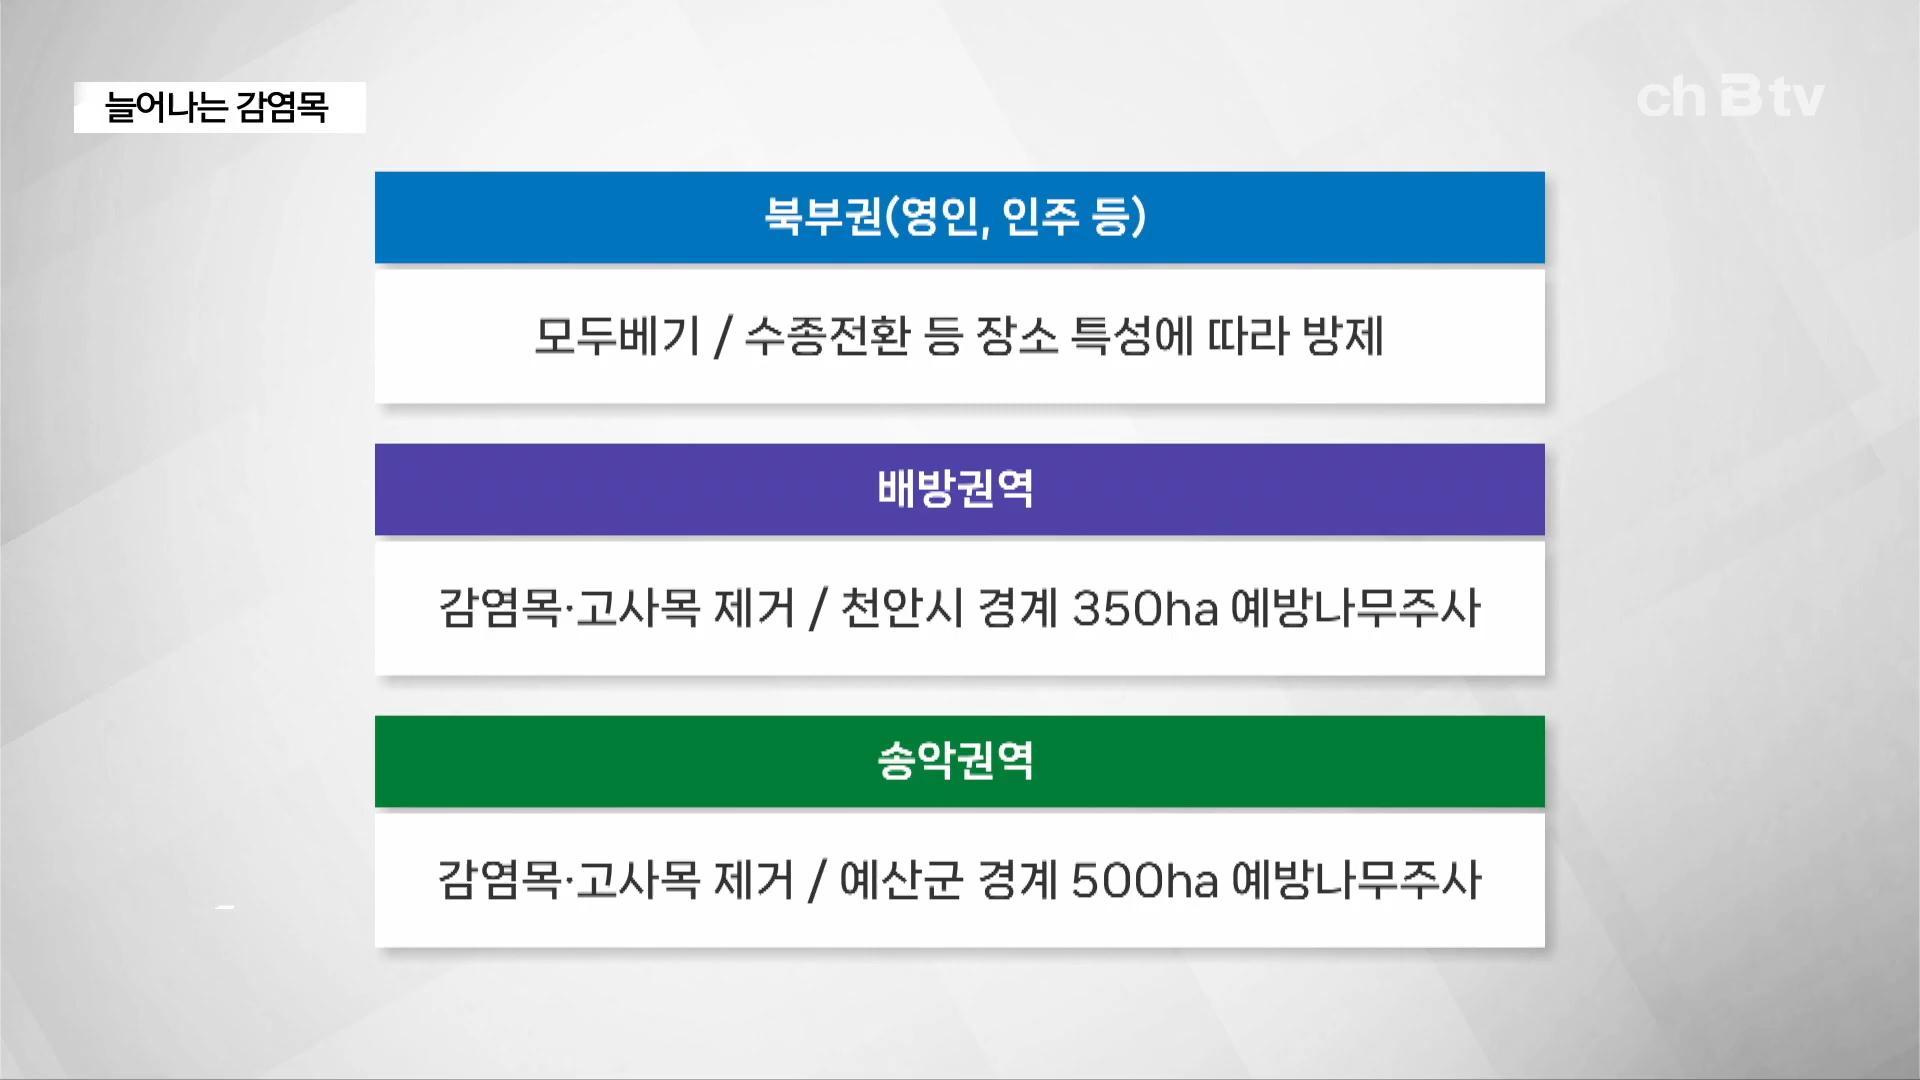 늘어나는 감염목
ch B tv
북부권(영인, 인주 등)
모두베기 / 수종전환 등 장소 특성에 따라 방제
배방권역
감염목·고사목 제거 / 천안시 경계 350ha 예방나무주사
송악권역
감염목·고사목 제거 / 예산군 경계 500ha 예방나무주사